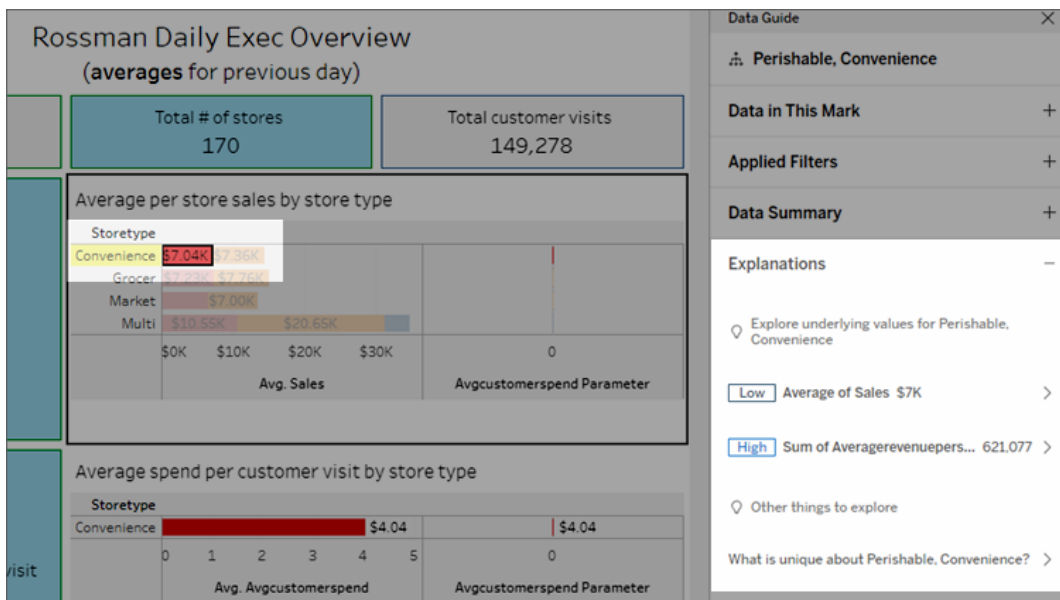 Rossman Daily Exec Overview
(averages for previous day)
Total # of stores
170
Total customer visits
149,278
Average per store sales by store type
Storetype
Convenience $7.04K $7.36K
Grocer $7.23K $7.76K
Market $7.00K
Multi $10.55K $20.65K
$0K $10K $20K $30K 0
Avg. Sales Avgcustomerspend Parameter
Average spend per customer visit by store type
Storetype
Convenience $4.04 $4.04
0 1 2 3 4 5 0
Avg. Avgcustomerspend Avgcustomerspend Parameter
visit
Data Guide
Perishable, Convenience
Data in This Mark
Applied Filters
Data Summary
Explanations
Explore underlying values for Perishable,
Convenience
Low Average of Sales $7K
High Sum of Averagerevenuepers... 621,077
Other things to explore
What is unique about Perishable, Convenience?